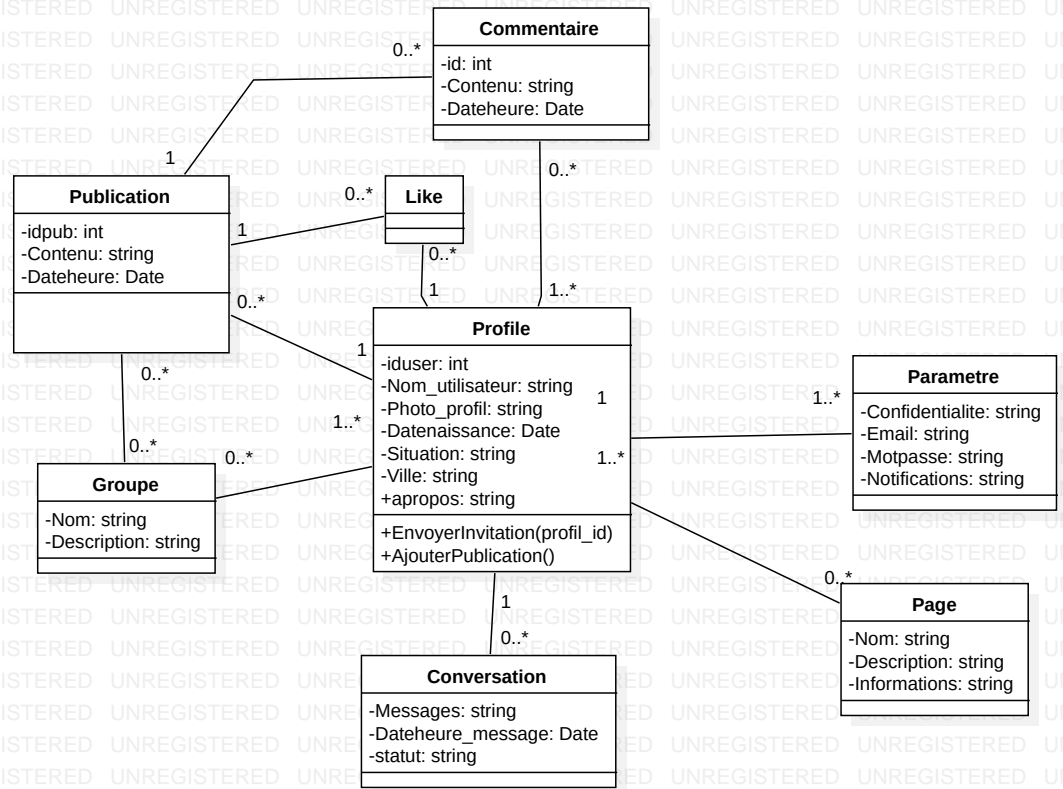 Commentaire
-id: int
-Contenu: string
-Dateheure: Date
0..*
1
0..*
1..*
Publication
-idpub: int
-Contenu: string
-Dateheure: Date
Like
0..*
1
0..*
1
0..*
1
Profile
-iduser: int
-Nom_utilisateur: string
-Photo_profil: string
-Datenaissance: Date
-Situation: string
-Ville: string
+apropos: string
+EnvoyerInvitation(profil_id)
+AjouterPublication()
1
1..*
1..*
0..*
Parametre
-Confidentialite: string
-Email: string
-Motpasse: string
-Notifications: string
0..*
0..*
1..*
0..*
Groupe
-Nom: string
-Description: string
Page
-Nom: string
-Description: string
-Informations: string
1
0..*
Conversation
-Messages: string
-Dateheure_message: Date
-statut: string
UNREGISTERED